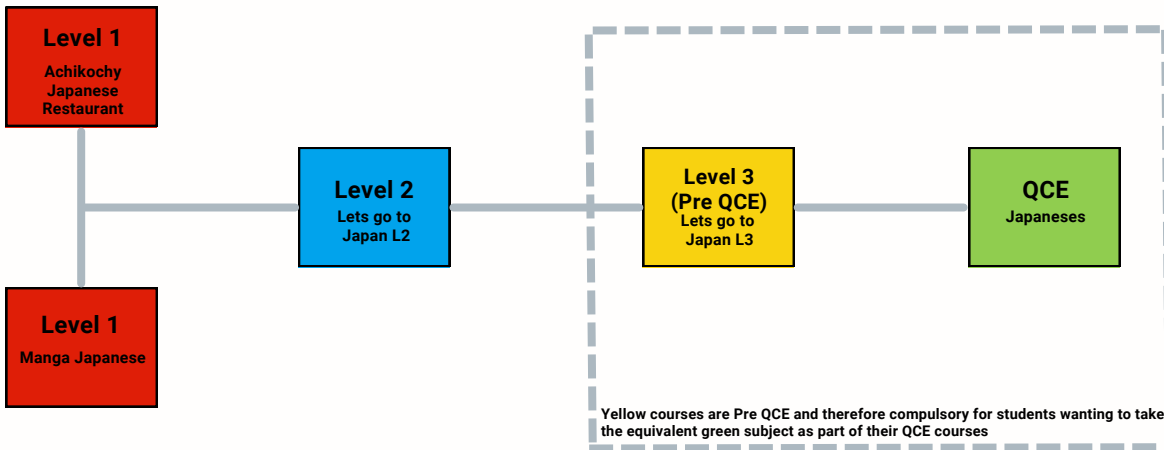 Level 1
Achikochy
Japanese
Restaurant
Level 2
Lets go to
Japan L2
Level 3
(Pre QCE)
Lets go to
Japan L3
QCE
Japaneses
Level 1
Manga Japanese
Yellow courses are Pre QCE and therefore compulsory for students wanting to take
the equivalent green subject as part of their QCE courses